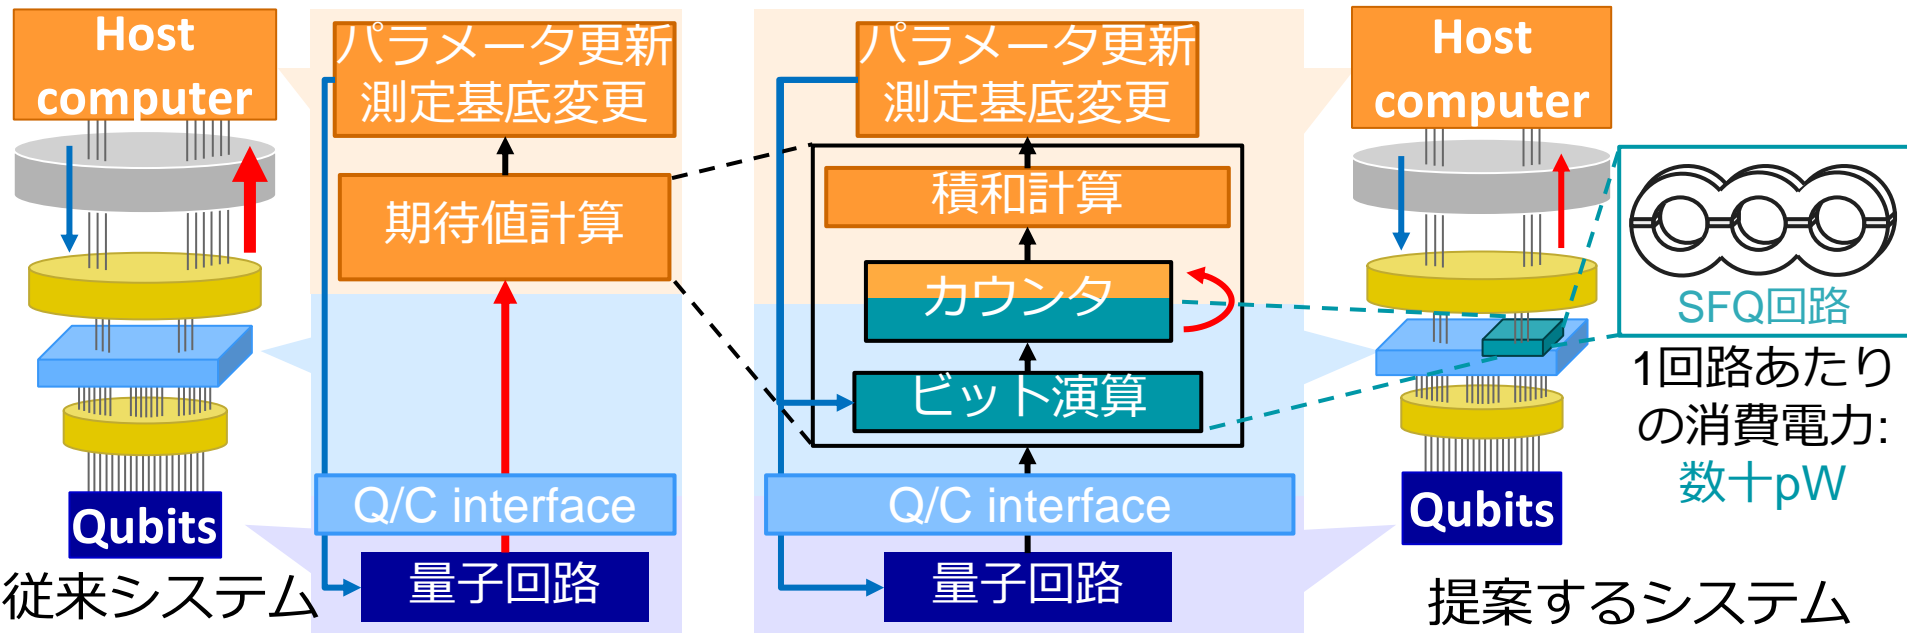 Host
computer
Qubits
従来システム
パラメータ更新
測定基底変更
期待値計算
Q/C interface
量子回路
パラメータ更新
測定基底変更
積和計算
カウンタ
ビット演算
Q/C interface
量子回路
Host
computer
Qubits
提案するシステム
SFQ回路
1回路あたり
の消費電力:
数十pW